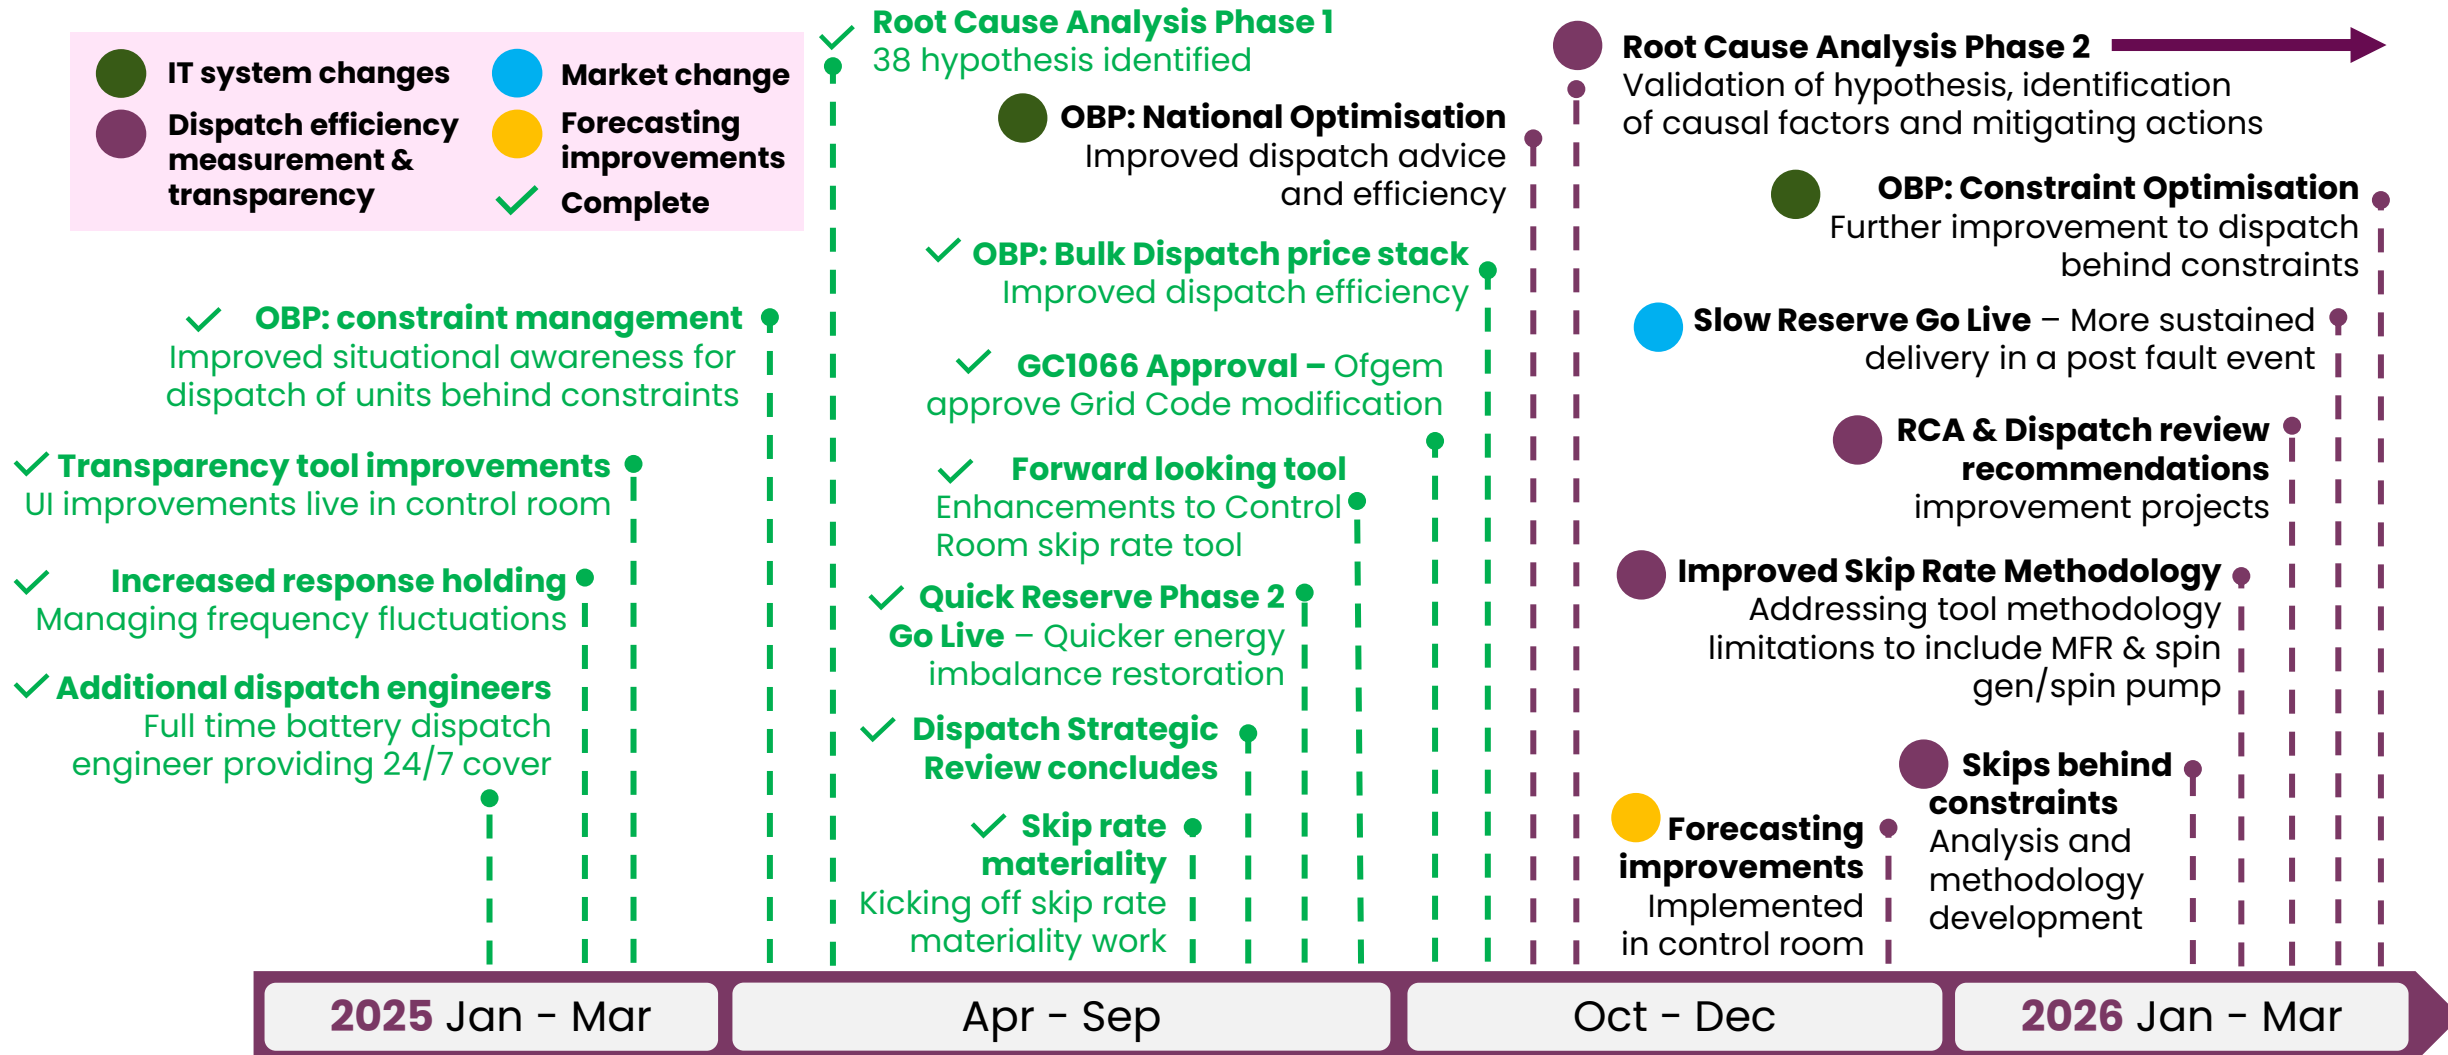 IT system changes
Dispatch efficiency
measurement &
transparency
Market change
Forecasting
improvements
Complete
OBP: constraint management
Improved situational awareness for
dispatch of units behind constraints
Transparency tool improvements
UI improvements live in control room
Increased response holding
Managing frequency fluctuations
Additional dispatch engineers
Full time battery dispatch
engineer providing 24/7 cover
Root Cause Analysis Phase 1
38 hypothesis identified
OBP: National Optimisation
Improved dispatch advice
and efficiency
OBP: Bulk Dispatch price stack
Improved dispatch efficiency
GC1066 Approval – Ofgem
approve Grid Code modification
Forward looking tool
Enhancements to Control
Room skip rate tool
Quick Reserve Phase 2
Go Live – Quicker energy
imbalance restoration
Dispatch Strategic
Review concludes
Skip rate
materiality
Kicking off skip rate
materiality work
Root Cause Analysis Phase 2
Validation of hypothesis, identification
of causal factors and mitigating actions
OBP: Constraint Optimisation
Further improvement to dispatch
behind constraints
Slow Reserve Go Live – More sustained
delivery in a post fault event
RCA & Dispatch review
recommendations
improvement projects
Improved Skip Rate Methodology
Addressing tool methodology
limitations to include MFR & spin
gen/spin pump
Skips behind
constraints
Analysis and
methodology
development
Forecasting
improvements
Implemented
in control room
2025 Jan - Mar
Apr - Sep
Oct - Dec
2026 Jan - Mar